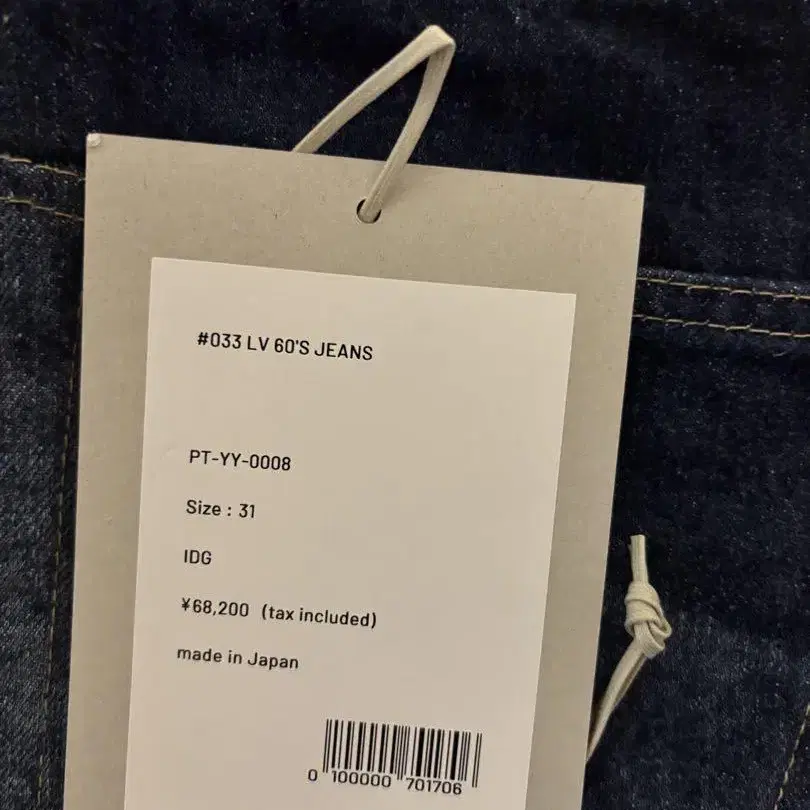 #033 LV 60'S JEANS
PT-YY-0008
Size : 31
IDG
¥68,200 (tax included)
made in Japan
0 100000 701706